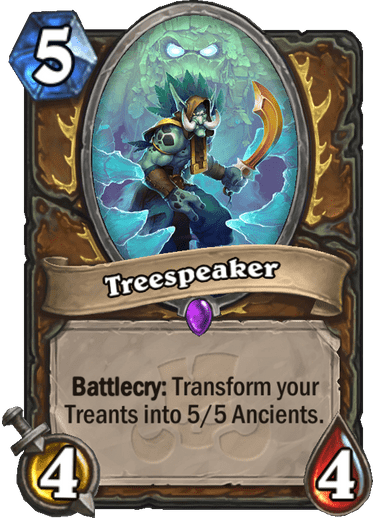 5
Treespeaker
Battlecry: Transform your
Treants into 5/5 Ancients.
4 4